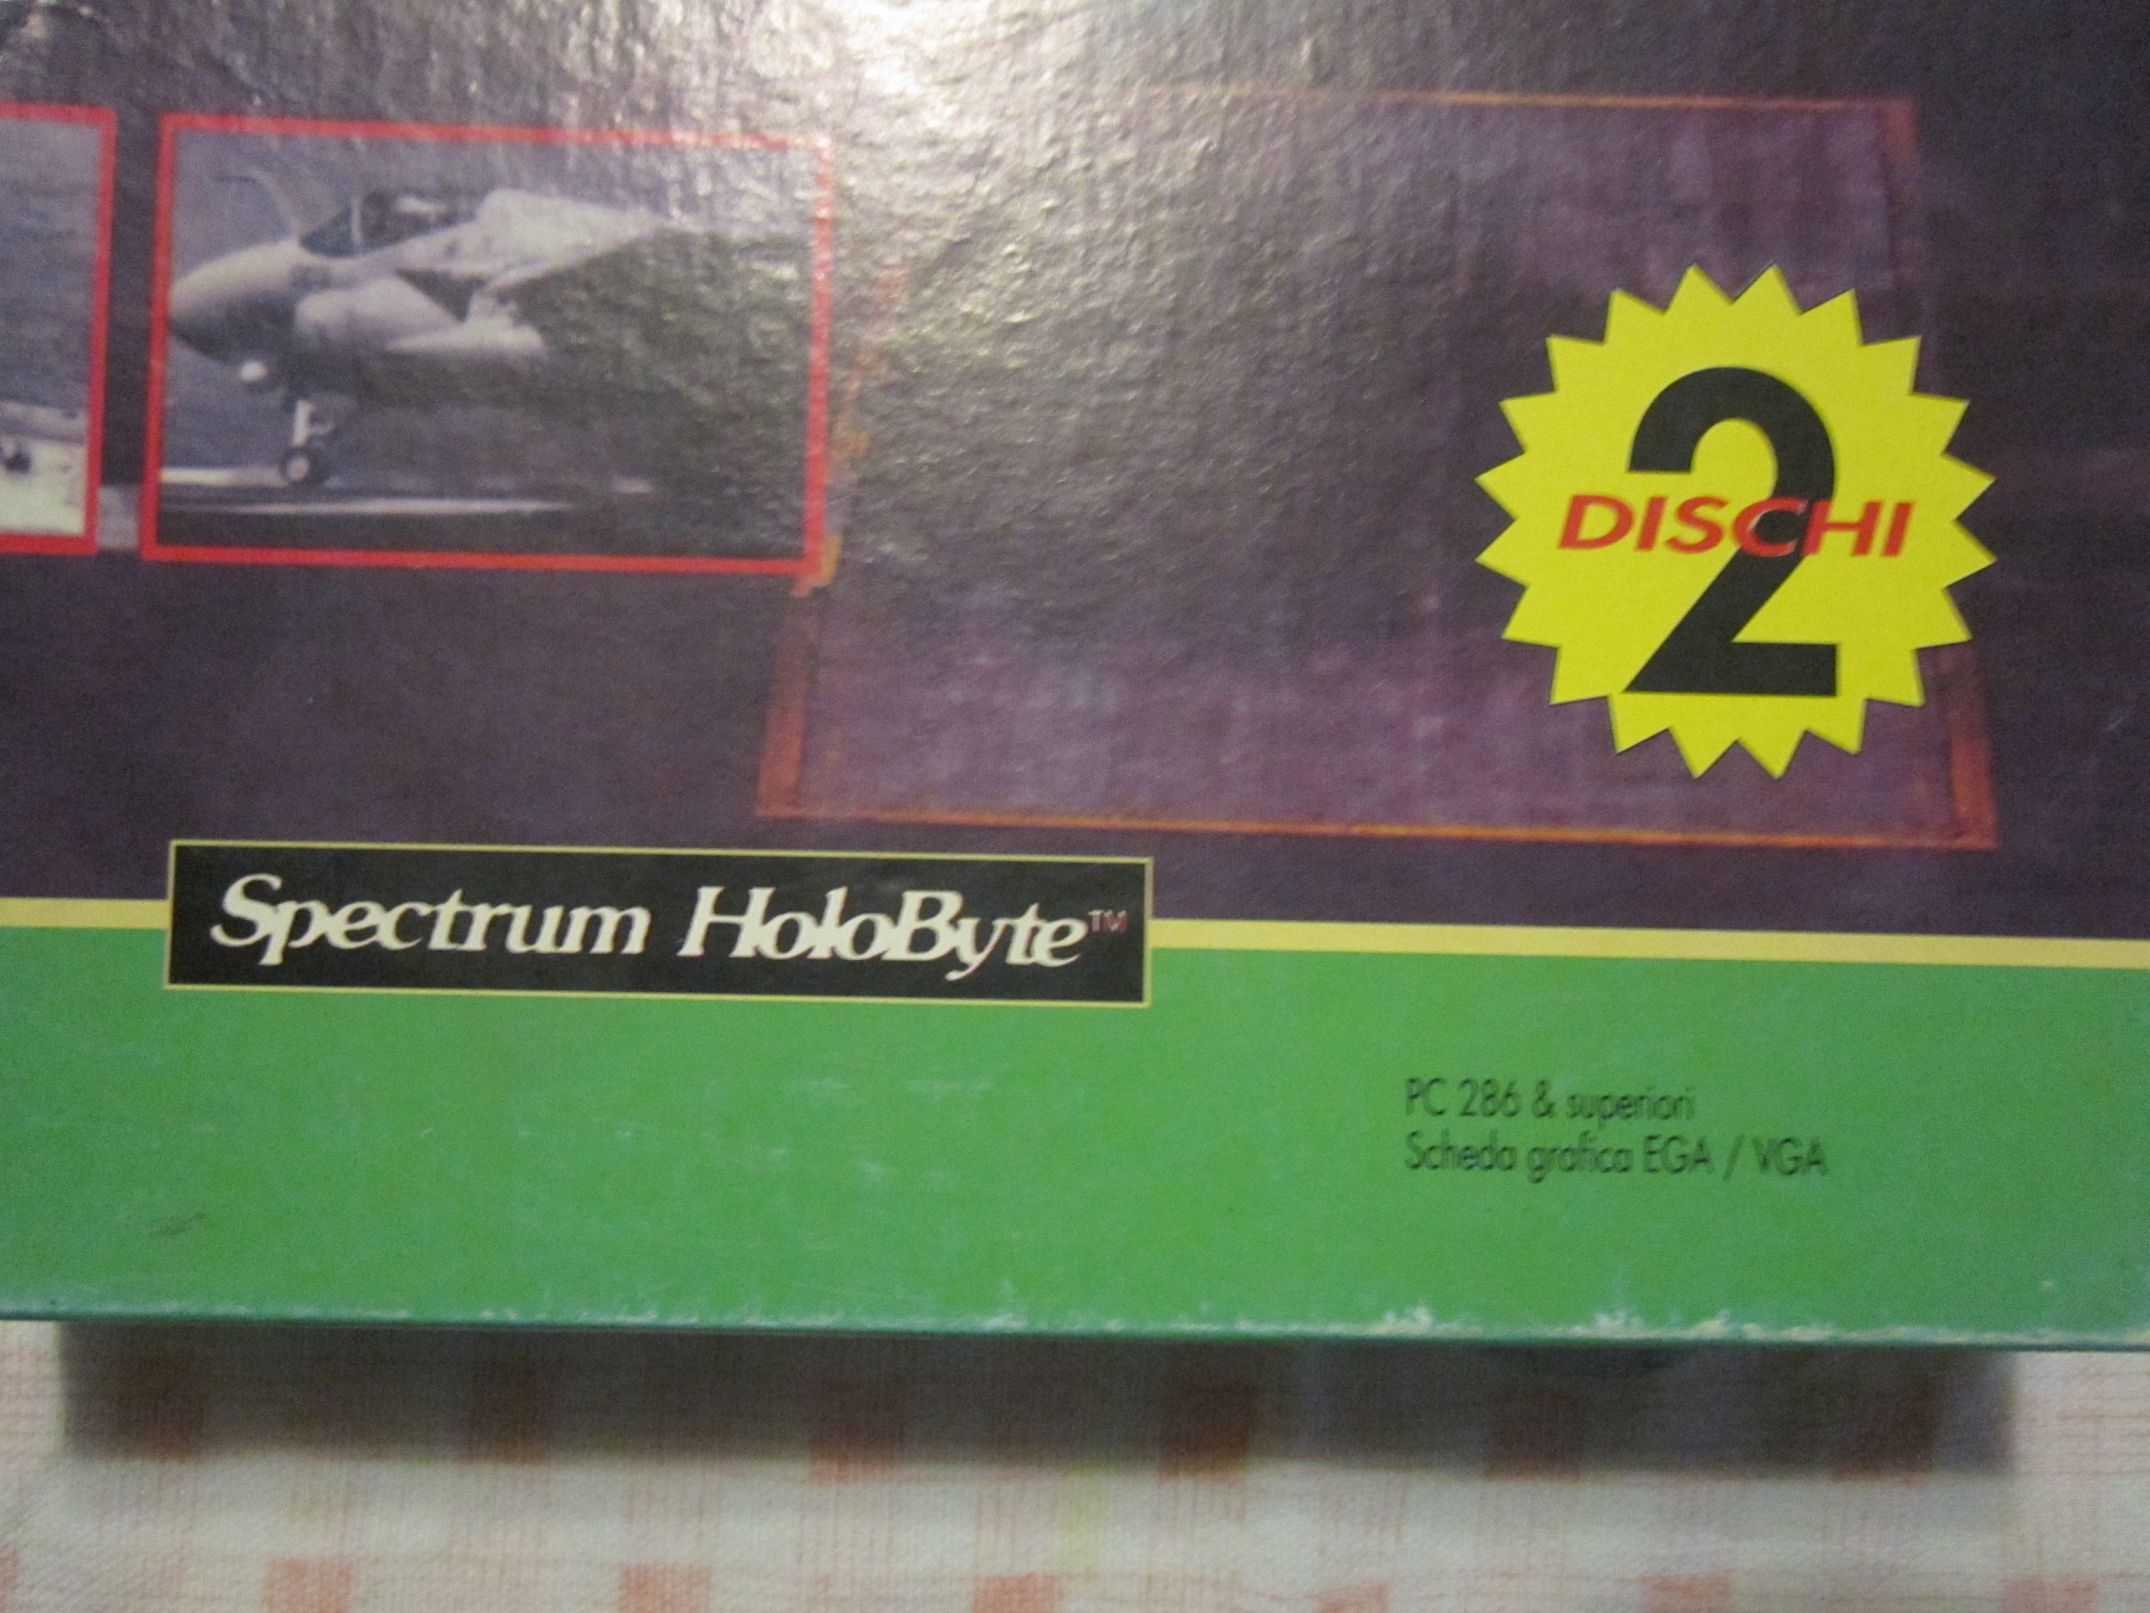 2
DISCHI
Spectrum HoloByte™
PC 286 & superiori
Scheda grafica EGA / VGA